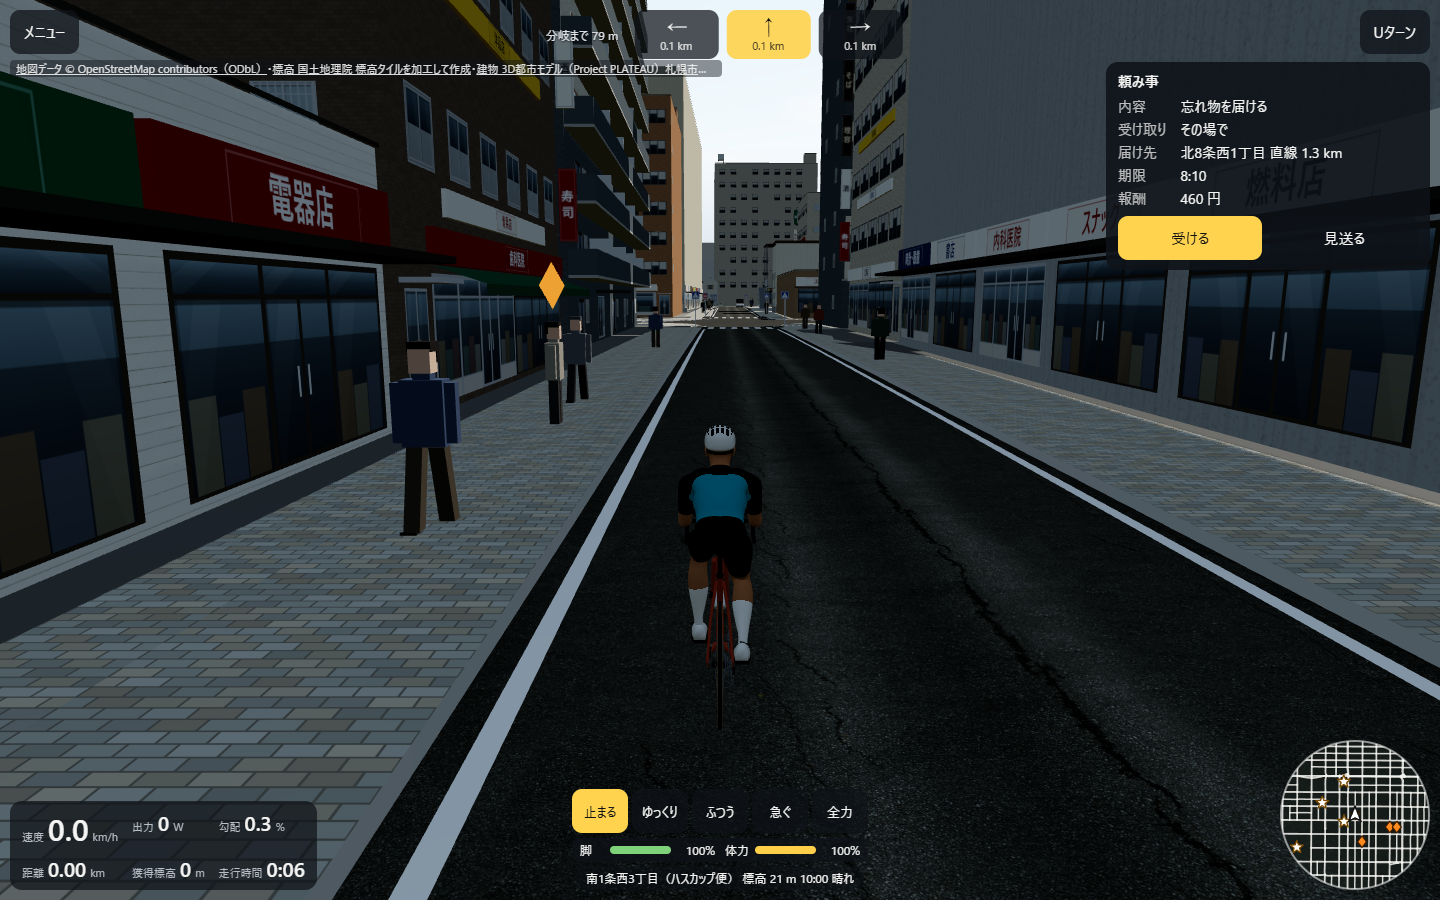 メニュー
分岐まで 79 m
←
0.1 km
↑
0.1 km
→
0.1 km
Uターン
地図データ © OpenStreetMap contributors（ODbL）・標高 国土地理院 標高タイルを加工して作成・建物 3D都市モデル（Project PLATEAU）札幌市...
頼み事
内容 忘れ物を届ける
受け取り その場で
届け先 北8条西1丁目 直線 1.3 km
期限 8:10
報酬 460 円
受ける 見送る
電器店
寿司
歯科医院
書店
内科医院
スナック
燃料店
速度 0.0 km/h 出力 0 W 勾配 0.3 %
距離 0.00 km 獲得標高 0 m 走行時間 0:06
止まる ゆっくり ふつう 急ぐ 全力
脚 100% 体力 100%
南1条西3丁目（ハスカップ便） 標高 21 m 10:00 晴れ